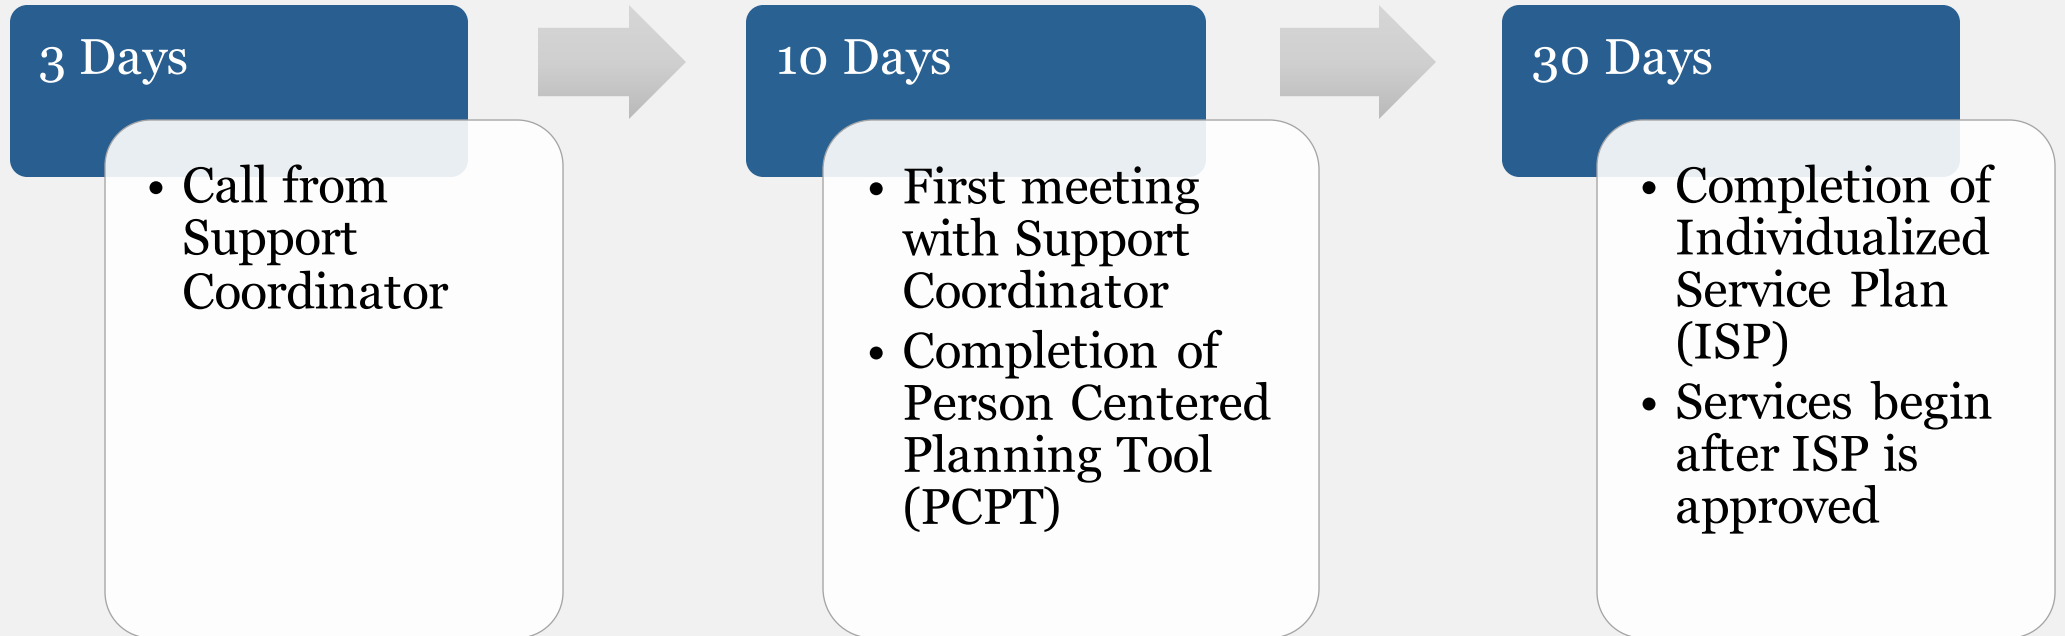 3 Days
• Call from
Support
Coordinator
10 Days
• First meeting
with Support
Coordinator
• Completion of
Person Centered
Planning Tool
(PCPT)
30 Days
• Completion of
Individualized
Service Plan
(ISP)
• Services begin
after ISP is
approved